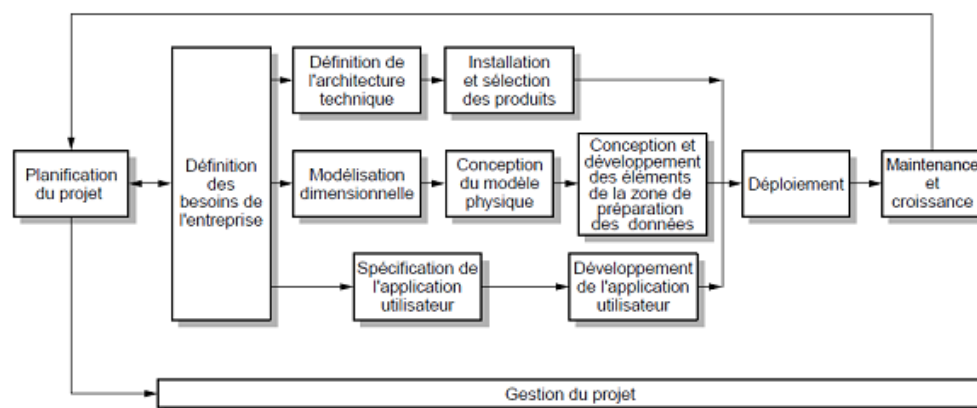 Définition de
l'architecture
technique
Installation
et sélection
des produits
Planification
du projet
Définition
des
besoins de
l'entreprise
Modélisation
dimensionnelle
Conception
du modèle
physique
Conception et
développement
des éléments
de la zone de
préparation
des données
Déploiement
Maintenance
et
croissance
Spécification de
l'application
utilisateur
Développement
de l'application
utilisateur
Gestion du projet